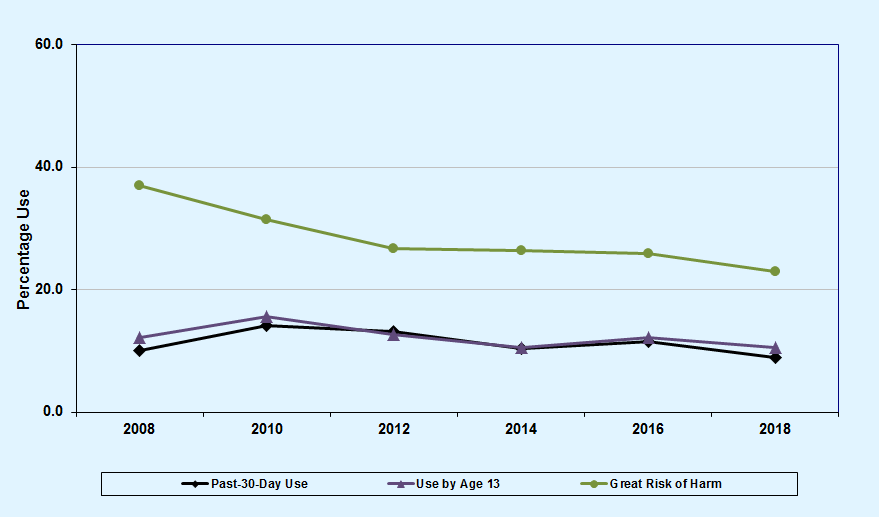 60.0
40.0
20.0
0.0
Percentage Use
2008 2010 2012 2014 2016 2018
Past-30-Day Use Use by Age 13 Great Risk of Harm